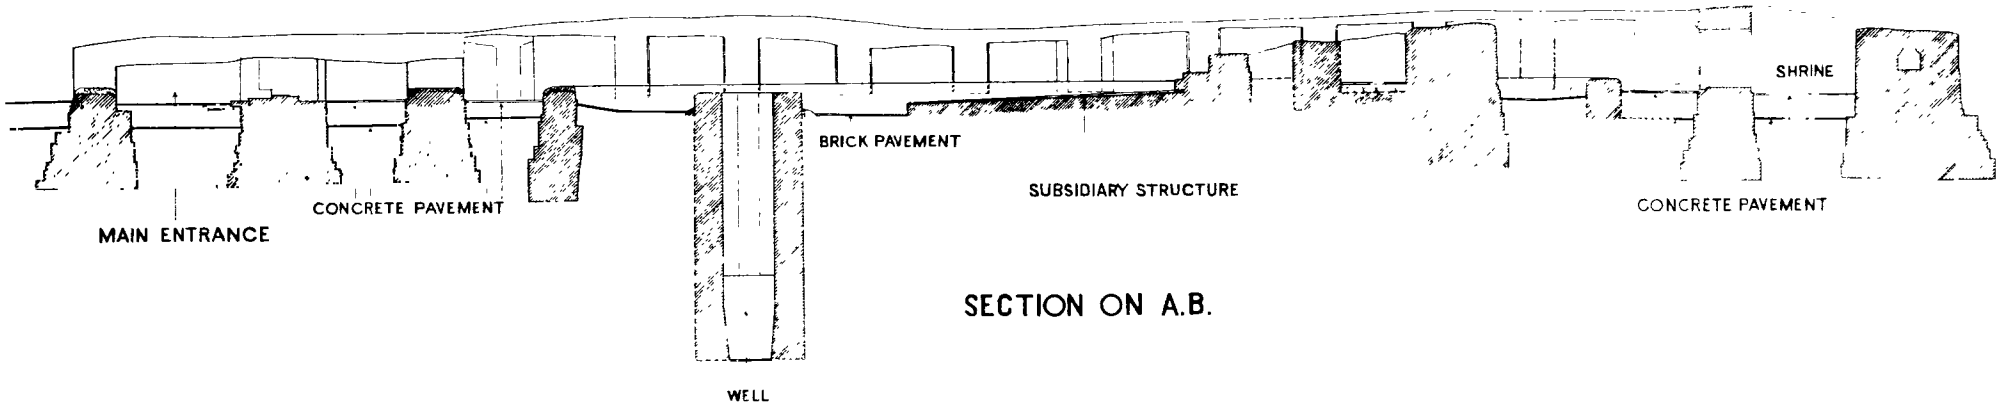 SHRINE
BRICK PAVEMENT
SUBSIDIARY STRUCTURE
CONCRETE PAVEMENT
CONCRETE PAVEMENT
MAIN ENTRANCE
SECTION ON A.B.
WELL